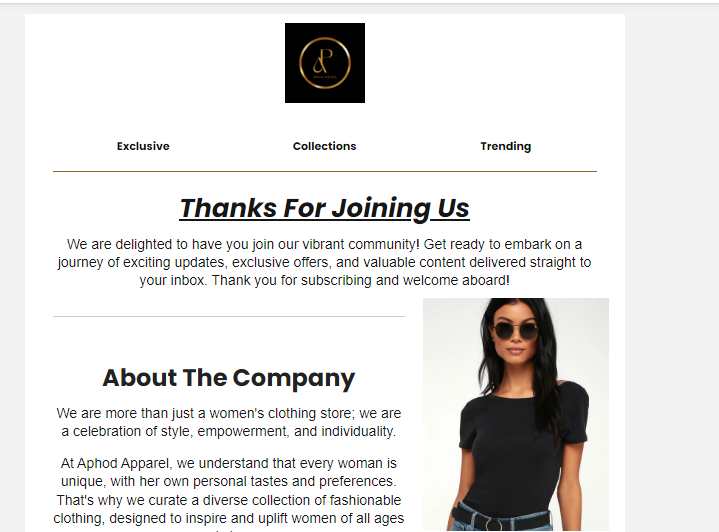 Exclusive
Collections
Trending
Thanks For Joining Us
We are delighted to have you join our vibrant community! Get ready to embark on a
journey of exciting updates, exclusive offers, and valuable content delivered straight to
your inbox. Thank you for subscribing and welcome aboard!
About The Company
We are more than just a women's clothing store; we are
a celebration of style, empowerment, and individuality.
At Aphod Apparel, we understand that every woman is
unique, with her own personal tastes and preferences.
That's why we curate a diverse collection of fashionable
clothing, designed to inspire and uplift women of all ages